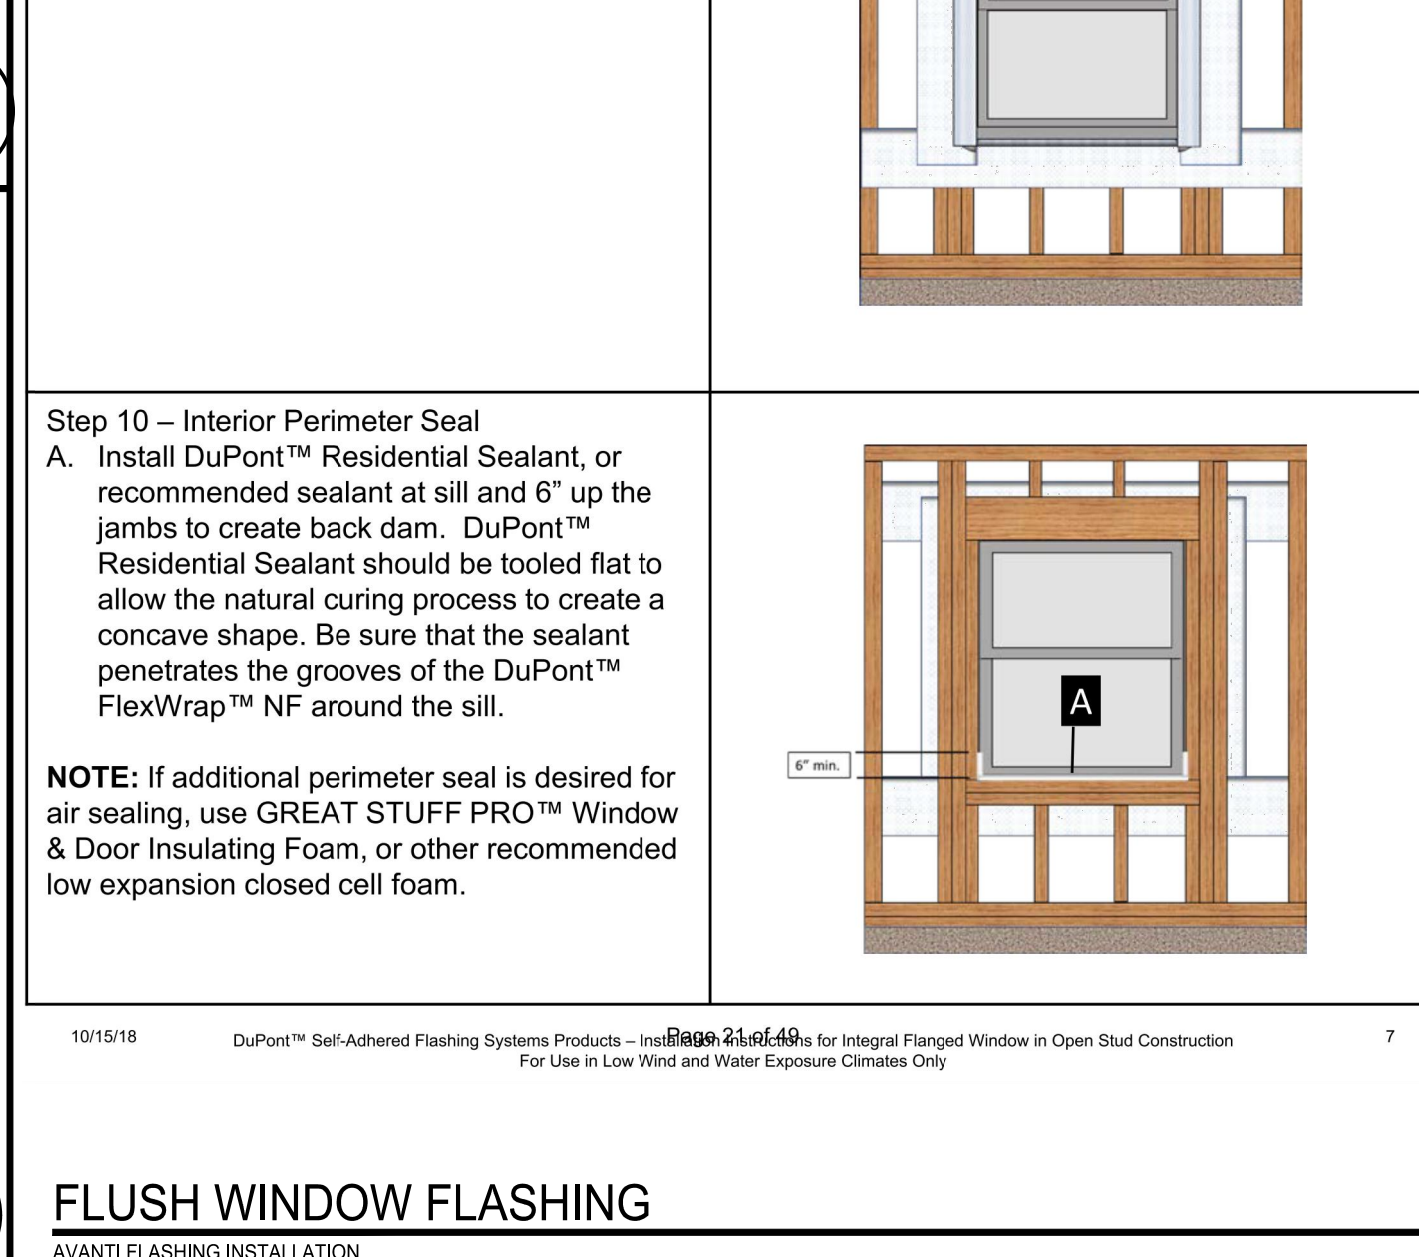 Step 10 – Interior Perimeter Seal
A. Install DuPont™ Residential Sealant, or
recommended sealant at sill and 6” up the
jambs to create back dam. DuPont™
Residential Sealant should be tooled flat to
allow the natural curing process to create a
concave shape. Be sure that the sealant
penetrates the grooves of the DuPont™
FlexWrap™ NF around the sill.
NOTE: If additional perimeter seal is desired for
air sealing, use GREAT STUFF PRO™ Window
& Door Insulating Foam, or other recommended
low expansion closed cell foam.
A
6” min.
10/15/18
DuPont™ Self-Adhered Flashing Systems Products – Installation Instructions for Integral Flanged Window in Open Stud Construction
Page 21 of 49
7
For Use in Low Wind and Water Exposure Climates Only
FLUSH WINDOW FLASHING
AVANTI FLASHING INSTALLATION